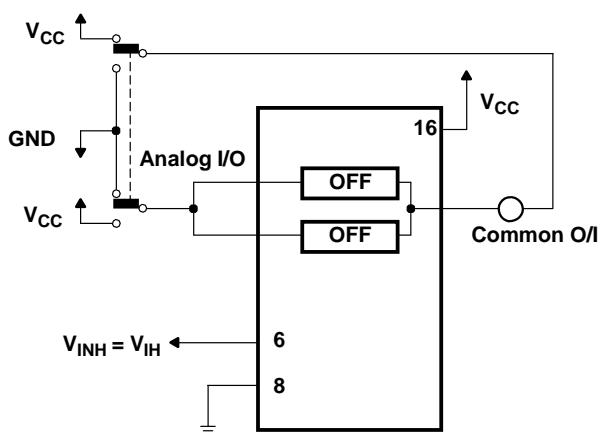 VCC
VCC
16
GND
Analog I/O
OFF
VCC
OFF
Common O/I
VINH = VIH
6
8